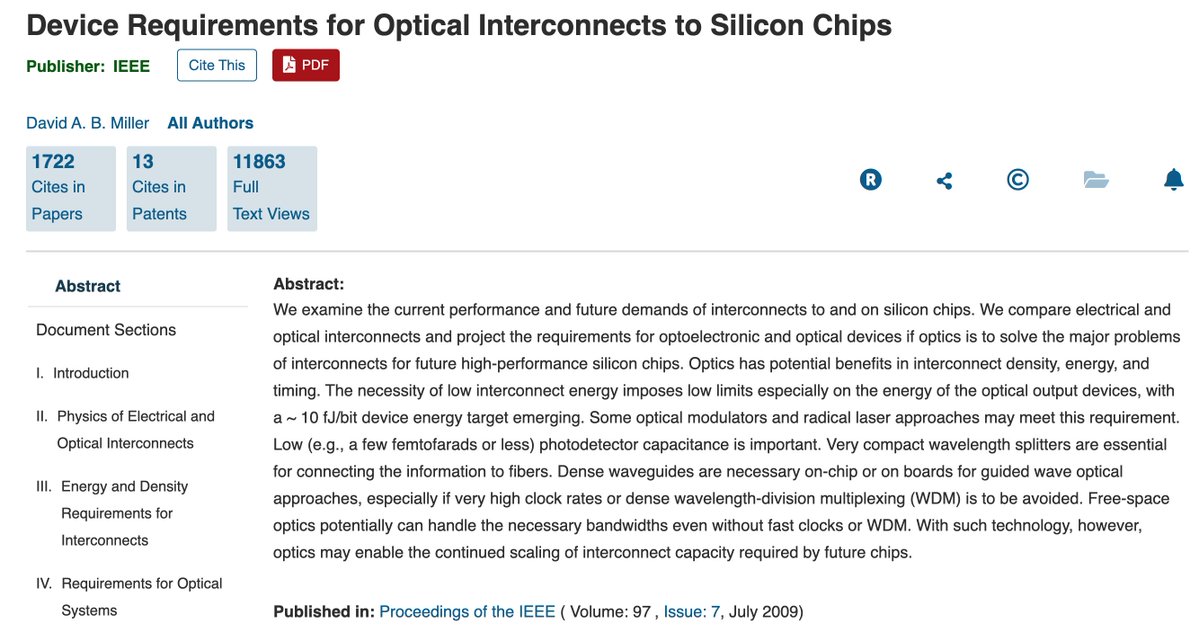 Device Requirements for Optical Interconnects to Silicon Chips
Publisher: IEEE
Cite This
PDF
David A. B. Miller All Authors
1722
Cites in
Papers
13
Cites in
Patents
11863
Full
Text Views
R
©
Abstract
Document Sections
I. Introduction
II. Physics of Electrical and
Optical Interconnects
III. Energy and Density
Requirements for
Interconnects
IV. Requirements for Optical
Systems
Abstract:
We examine the current performance and future demands of interconnects to and on silicon chips. We compare electrical and
optical interconnects and project the requirements for optoelectronic and optical devices if optics is to solve the major problems
of interconnects for future high-performance silicon chips. Optics has potential benefits in interconnect density, energy, and
timing. The necessity of low interconnect energy imposes low limits especially on the energy of the optical output devices, with
a ~ 10 fJ/bit device energy target emerging. Some optical modulators and radical laser approaches may meet this requirement.
Low (e.g., a few femtofarads or less) photodetector capacitance is important. Very compact wavelength splitters are essential
for connecting the information to fibers. Dense waveguides are necessary on-chip or on boards for guided wave optical
approaches, especially if very high clock rates or dense wavelength-division multiplexing (WDM) is to be avoided. Free-space
optics potentially can handle the necessary bandwidths even without fast clocks or WDM. With such technology, however,
optics may enable the continued scaling of interconnect capacity required by future chips.
Published in: Proceedings of the IEEE ( Volume: 97 , Issue: 7, July 2009)